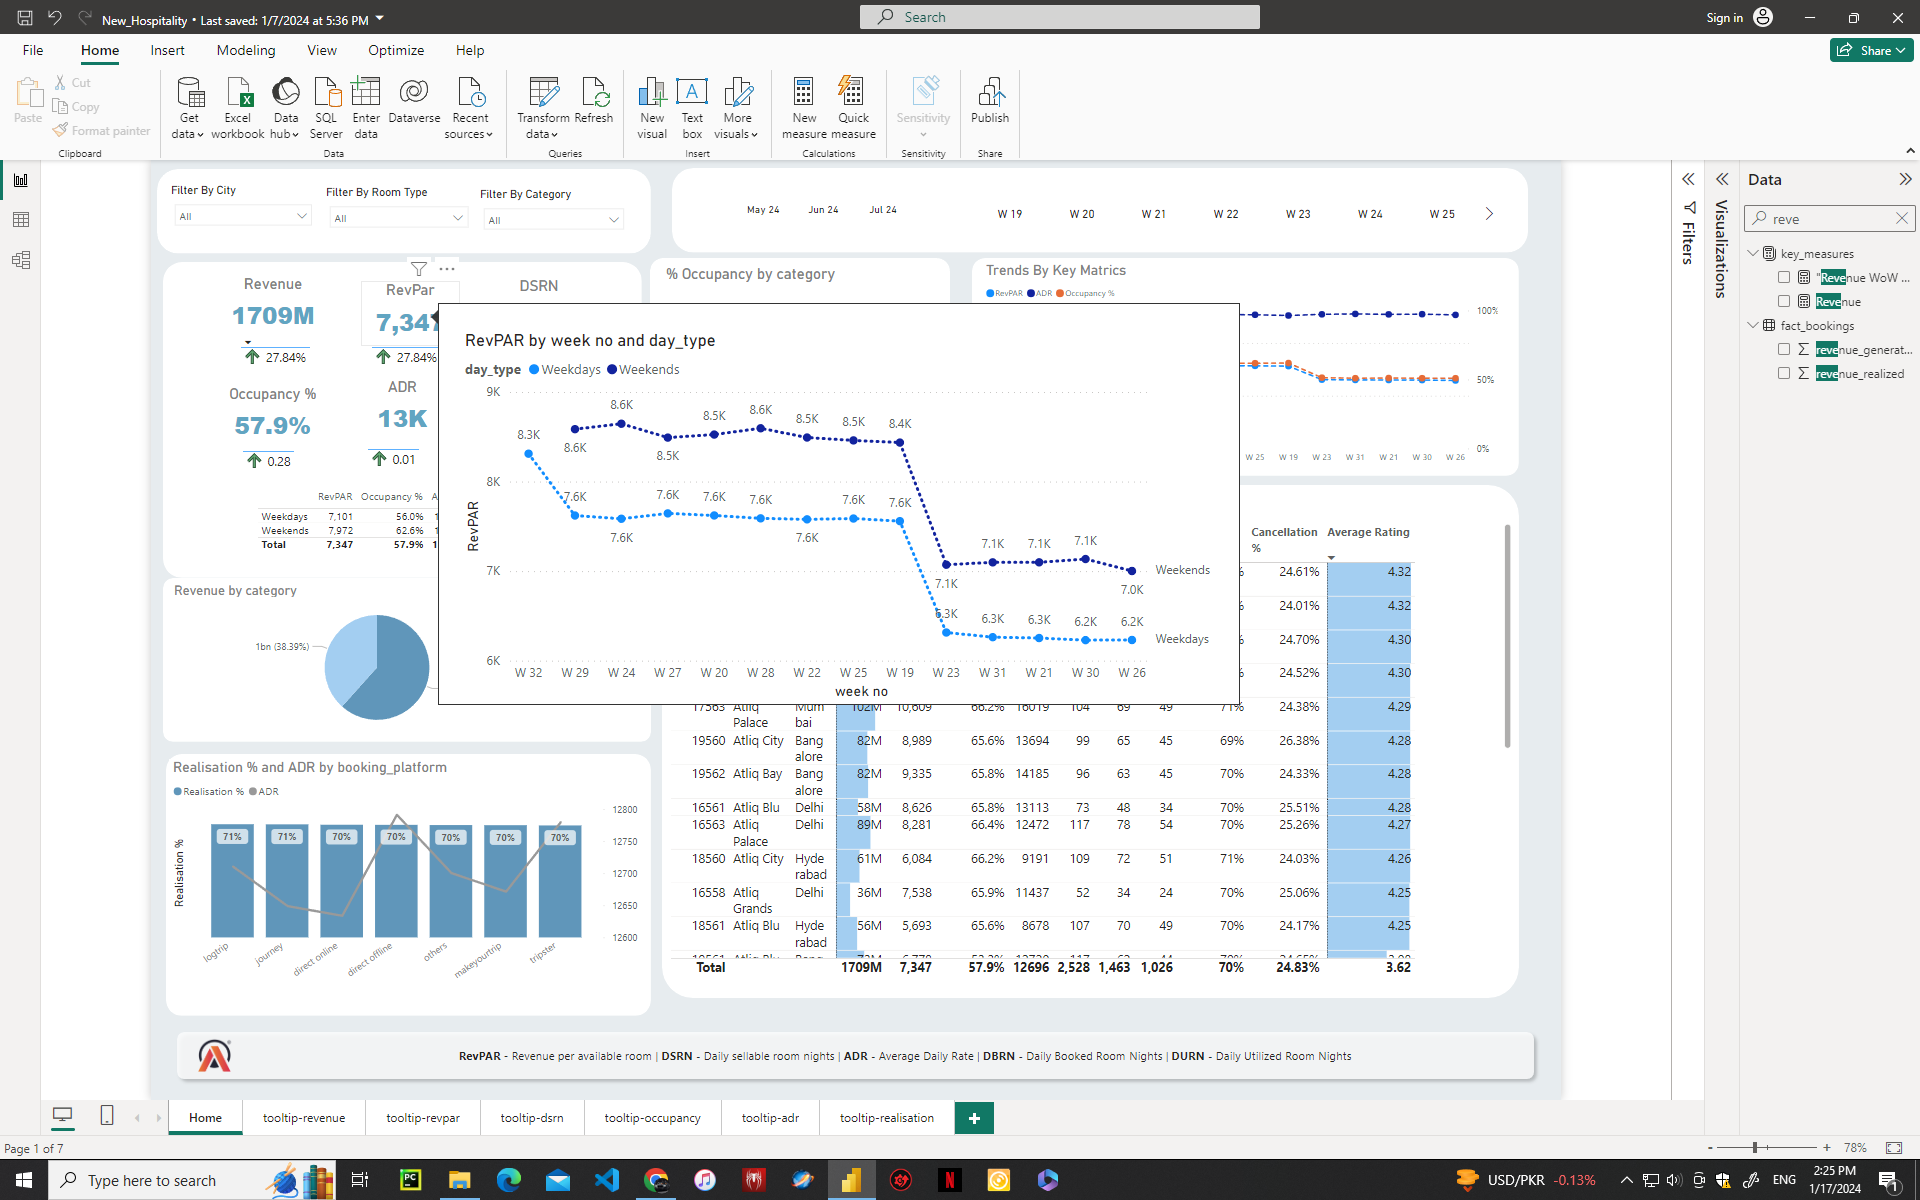 New_Hospitality • Last saved: 1/7/2024 at 5:36 PM
Search
Sign in
File
Home
Insert
Modeling
View
Optimize
Help
Share
Paste
Cut
Copy
Format painter
Clipboard
Get data
Excel workbook
Data hub
SQL Server
Enter data
Dataverse
Recent sources
Data
Transform data
Refresh
Queries
New visual
Text box
More visuals
Insert
New measure
Quick measure
Calculations
Sensitivity
Sensitivity
Publish
Share
Filter By City
All
Filter By Room Type
All
Filter By Category
All
May 24 Jun 24 Jul 24
W 19 W 20 W 21 W 22 W 23 W 24 W 25
Revenue
1709M
27.84%
RevPar
7,347
27.84%
DSRN
Occupancy %
57.9%
0.28
ADR
13K
0.01
RevPAR Occupancy % A
Weekdays 7,101 56.0% 1
Weekends 7,972 62.6% 1
Total 7,347 57.9% 1
% Occupancy by category
Trends By Key Matrics
RevPAR ADR Occupancy %
100%
50%
0%
W 25 W 19 W 23 W 31 W 21 W 30 W 26
RevPAR by week no and day_type
day_type Weekdays Weekends
RevPAR
9K
8K
7K
6K
8.6K 8.6K 8.5K 8.5K 8.6K 8.5K 8.5K 8.4K 7.1K 7.1K 7.1K 7.1K 7.0K
Weekends
8.3K 7.6K 7.6K 7.6K 7.6K 7.6K 7.6K 7.6K 7.6K 6.3K 6.3K 6.3K 6.2K 6.2K
Weekdays
W 32 W 29 W 24 W 27 W 20 W 28 W 22 W 25 W 19 W 23 W 31 W 21 W 30 W 26
week no
Revenue by category
1bn (38.39%)
Realisation % and ADR by booking_platform
Realisation % ADR
Realisation %
71% 71% 70% 70% 70% 70% 70%
12800
12750
12700
12650
12600
logtrip journey direct online direct offline others makeyourtrip tripster
Cancellation % Average Rating
24.61% 4.32
24.01% 4.32
24.70% 4.30
24.52% 4.30
17563 Atliq Palace Mumbai 102M 10,609 66.2% 16019 104 69 49 71% 24.38% 4.29
19560 Atliq City Bangalore 82M 8,989 65.6% 13694 99 65 45 69% 26.38% 4.28
19562 Atliq Bay Bangalore 82M 9,335 65.8% 14185 96 63 45 70% 24.33% 4.28
16561 Atliq Blu Delhi 58M 8,626 65.8% 13113 73 48 34 70% 25.51% 4.28
16563 Atliq Palace Delhi 89M 8,281 66.4% 12472 117 78 54 70% 25.26% 4.27
18560 Atliq City Hyderabad 61M 6,084 66.2% 9191 109 72 51 71% 24.03% 4.26
16558 Atliq Grands Delhi 36M 7,538 65.9% 11437 52 34 24 70% 25.06% 4.25
18561 Atliq Blu Hyderabad 56M 5,693 65.6% 8678 107 70 49 70% 24.17% 4.25
Total 1709M 7,347 57.9% 12696 2,528 1,463 1,026 70% 24.83% 3.62
RevPAR - Revenue per available room | DSRN - Daily sellable room nights | ADR - Average Daily Rate | DBRN - Daily Booked Room Nights | DURN - Daily Utilized Room Nights
Filters
Visualizations
Data
reve
key_measures
"Revenue WoW ...
Revenue
fact_bookings
revenue_generat...
revenue_realized
Home
tooltip-revenue
tooltip-revpar
tooltip-dsrn
tooltip-occupancy
tooltip-adr
tooltip-realisation
Page 1 of 7
78%
Type here to search
USD/PKR -0.13%
ENG
2:25 PM
1/17/2024